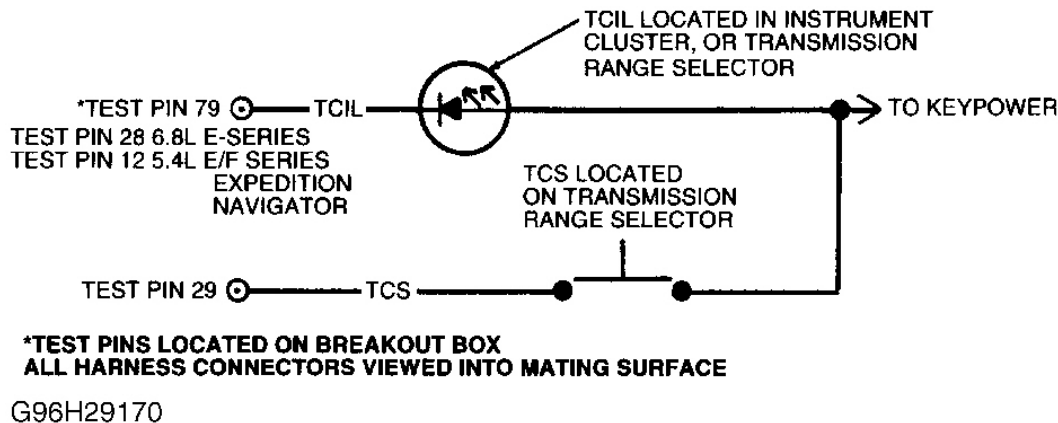 TCIL LOCATED IN INSTRUMENT
CLUSTER, OR TRANSMISSION
RANGE SELECTOR
*TEST PIN 79
TCIL
TO KEYPOWER
TEST PIN 28 6.8L E-SERIES
TEST PIN 12 5.4L E/F SERIES
EXPEDITION
NAVIGATOR
TCS LOCATED
ON TRANSMISSION
RANGE SELECTOR
TEST PIN 29
TCS
*TEST PINS LOCATED ON BREAKOUT BOX
ALL HARNESS CONNECTORS VIEWED INTO MATING SURFACE
G96H29170